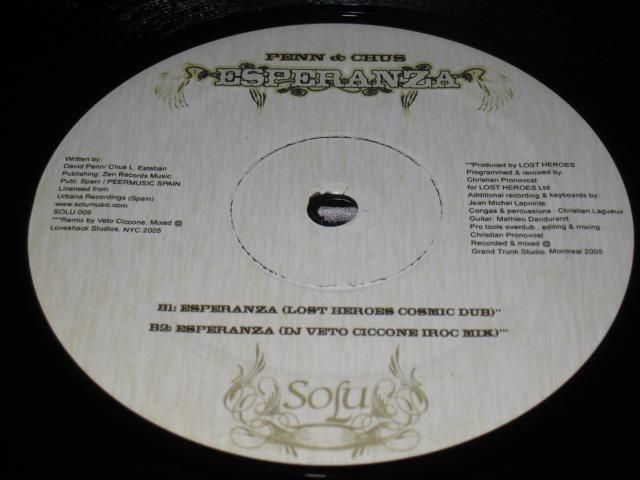 PENN & CHUS
ESPERANZA
Written by:
David Penn/ Chus L. Esteban
Publishing: Zen Records Music
Publ. Spain / PEERMUSIC SPAIN
Licensed from
Urbana Recordings (Spain)
www.solumusic.com
SOLU 009
***Remix by Veto Ciccone. Mixed @
Loveshack Studios, NYC 2005
**Produced by LOST HEROES
Programmed & remixed by:
Christian Pronovost
for LOST HEROES Ltd
Additional recording & keyboards by:
Jean Michel Lapointe.
Congas & percussions : Christian Lagueux
Guitar: Mathieu Dandurand
Pro tools overdub , editing & mixing :
Christian Pronovost
Recorded & mixed @
Grand Trunk Studio. Montreal 2005
B1: ESPERANZA (LOST HEROES COSMIC DUB)**
B2: ESPERANZA (DJ VETO CICCONE IROC MIX)***
SOLU